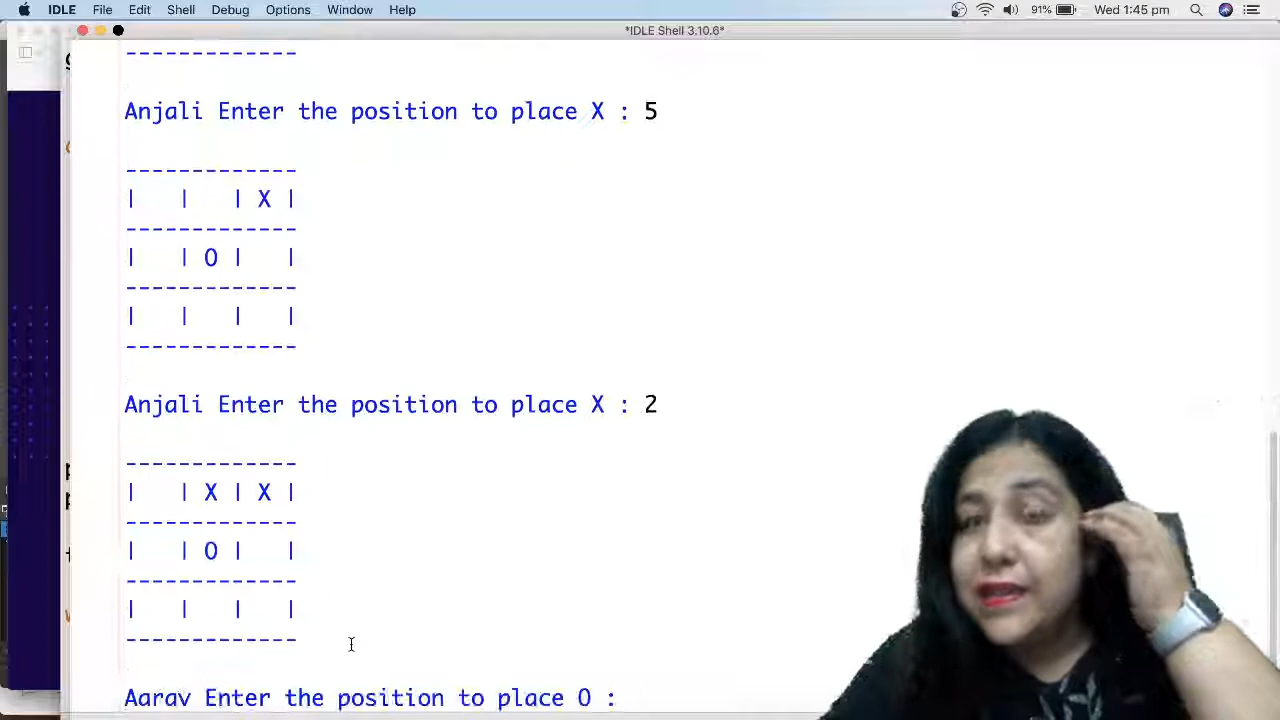 IDLE File Edit Shell Debug Options Window Help 91% Wed 1:45 pm
*IDLE Shell 3.10.6*
-------------
Anjali Enter the position to place X : 5
-------------
|   |   | X |
-------------
|   | O |   |
-------------
|   |   |   |
-------------
Anjali Enter the position to place X : 2
-------------
|   | X | X |
-------------
|   | O |   |
-------------
|   |   |   |
-------------
Aarav Enter the position to place O :